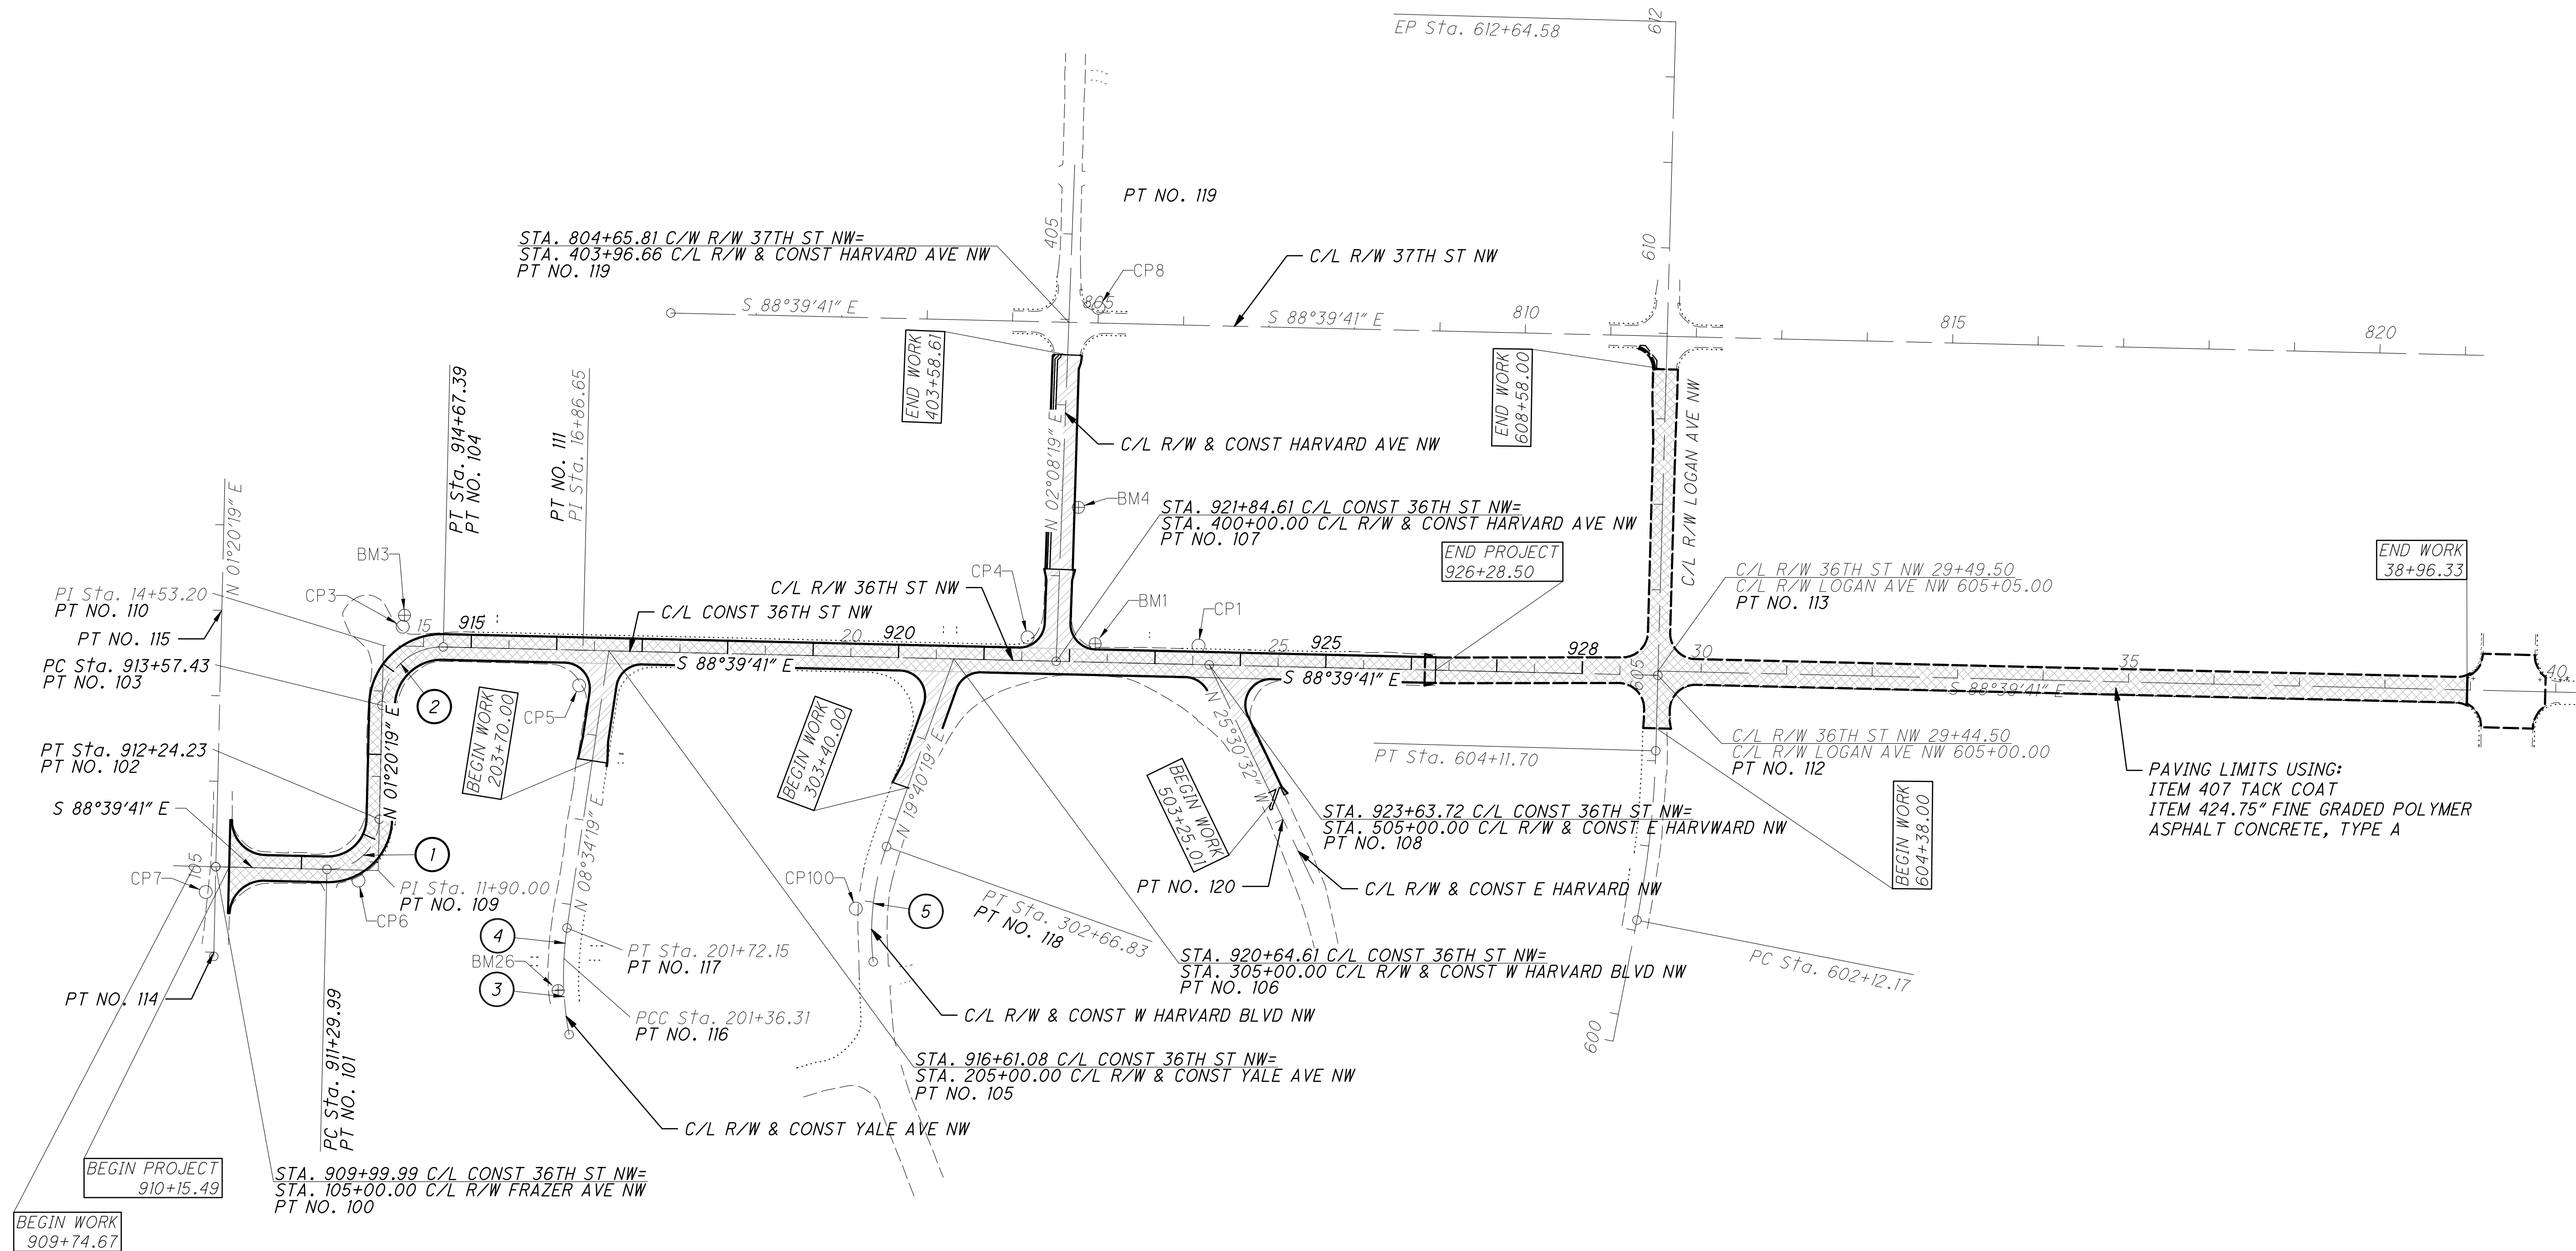 612
EP Sta. 612+64.58
PT NO. 119
405
STA. 804+65.81 C/W R/W 37TH ST NW=
STA. 403+96.66 C/L R/W & CONST HARVARD AVE NW
PT NO. 119
610
C/L R/W 37TH ST NW
CP8
865
S 88°39'41" E
S 88°39'41" E
810
815
820
END WORK
403+58.61
END WORK
608+58.00
PT Sta. 914+67.39
PT NO. 104
PT NO. 111
PI Sta. 16+86.65
N 02°08'19" E
C/L R/W & CONST HARVARD AVE NW
C/L R/W LOGAN AVE NW
N 01°20'19" E
BM4
STA. 921+84.61 C/L CONST 36TH ST NW=
STA. 400+00.00 C/L R/W & CONST HARVARD AVE NW
PT NO. 107
BM3
END PROJECT
926+28.50
END WORK
38+96.33
CP3
PI Sta. 14+53.20
PT NO. 110
CP4
C/L R/W 36TH ST NW
C/L CONST 36TH ST NW
BM1
CP1
C/L R/W 36TH ST NW 29+49.50
C/L R/W LOGAN AVE NW 605+05.00
PT NO. 113
PT NO. 115
15
915
20
920
25
925
928
605
30
35
40
PC Sta. 913+57.43
PT NO. 103
S 88°39'41" E
S 88°39'41" E
S 88°39'41" E
2
N 01°20'19" E
CP5
BEGIN WORK
203+70.00
BEGIN WORK
303+40.00
N 19°40'19" E
N 25°30'32" W
PT Sta. 912+24.23
PT NO. 102
PT Sta. 604+11.70
C/L R/W 36TH ST NW 29+44.50
C/L R/W LOGAN AVE NW 605+00.00
PT NO. 112
PAVING LIMITS USING:
ITEM 407 TACK COAT
ITEM 424.75" FINE GRADED POLYMER
ASPHALT CONCRETE, TYPE A
BEGIN WORK
503+25.01
BEGIN WORK
604+38.00
S 88°39'41" E
N 08°34'19" E
STA. 923+63.72 C/L CONST 36TH ST NW=
STA. 505+00.00 C/L R/W & CONST E HARVWARD NW
PT NO. 108
1
105
CP7
PI Sta. 11+90.00
PT NO. 109
CP6
CP100
5
PT NO. 120
C/L R/W & CONST E HARVARD NW
PT Sta. 302+66.83
PT NO. 118
4
PT Sta. 201+72.15
PT NO. 117
BM26
3
STA. 920+64.61 C/L CONST 36TH ST NW=
STA. 305+00.00 C/L R/W & CONST W HARVARD BLVD NW
PT NO. 106
PC Sta. 602+12.17
PT NO. 114
PC Sta. 911+29.99
PT NO. 101
PCC Sta. 201+36.31
PT NO. 116
C/L R/W & CONST W HARVARD BLVD NW
600
STA. 916+61.08 C/L CONST 36TH ST NW=
STA. 205+00.00 C/L R/W & CONST YALE AVE NW
PT NO. 105
C/L R/W & CONST YALE AVE NW
BEGIN PROJECT
910+15.49
STA. 909+99.99 C/L CONST 36TH ST NW=
STA. 105+00.00 C/L R/W FRAZER AVE NW
PT NO. 100
BEGIN WORK
909+74.67